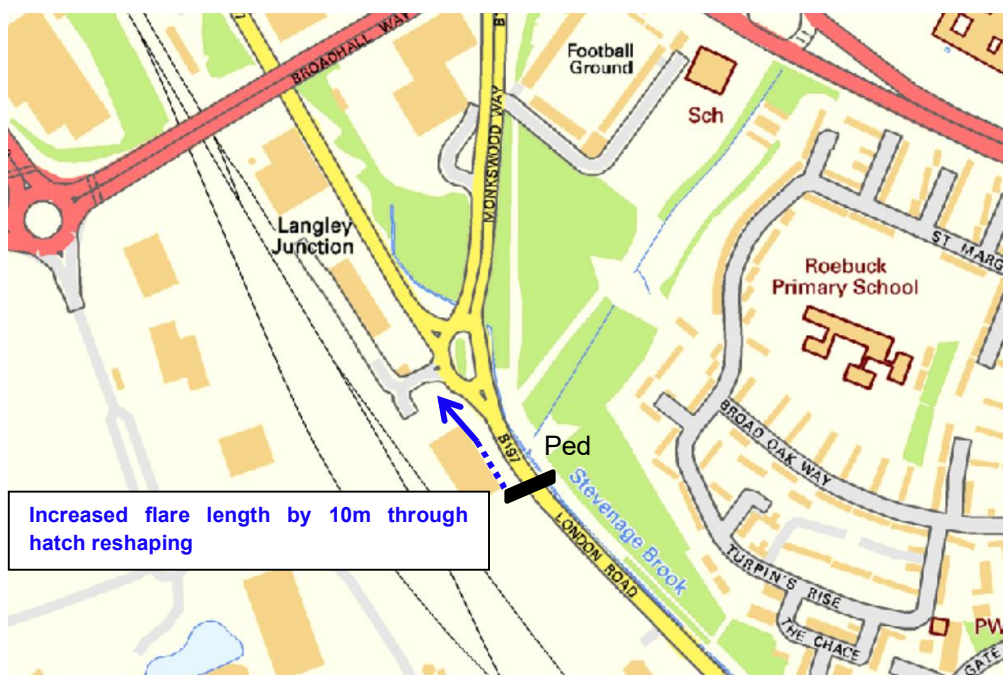 BROADHALL WAY
Football
Ground
Sch
MONKSWOOD WAY
B
Langley
Junction
ST MARG
Roebuck
Primary School
BROAD OAK WAY
Ped
B197
Stevenage Brook
LONDON ROAD
Increased flare length by 10m through
hatch reshaping
TURPIN'S RISE
THE CHACE
PW
GATE